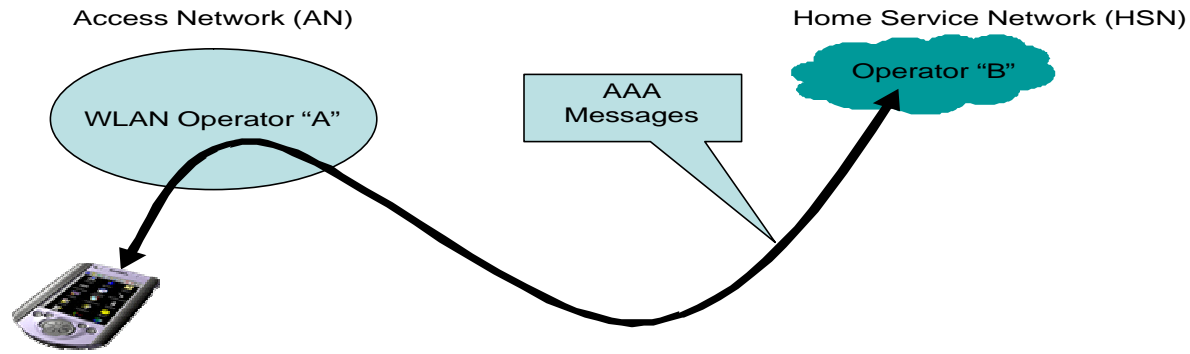 Access Network (AN)
Home Service Network (HSN)
WLAN Operator “A”
AAA
Messages
Operator “B”